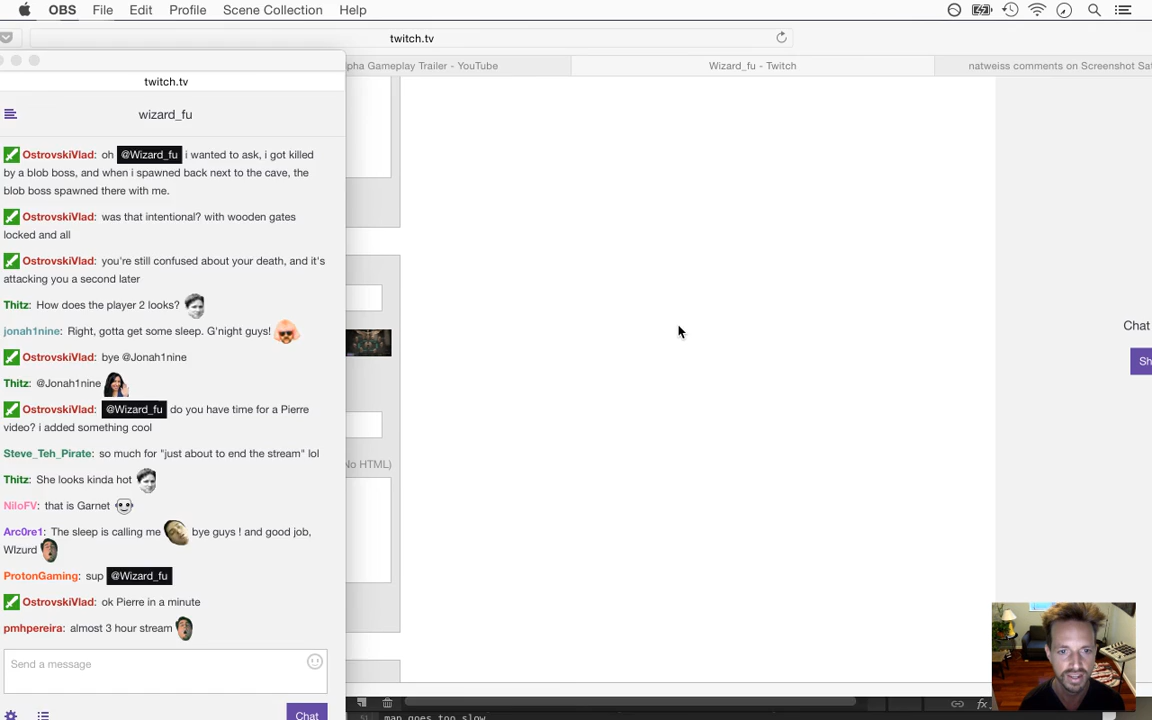 OBS File Edit Profile Scene Collection Help
twitch.tv
lpha Gameplay Trailer - YouTube
Wizard_fu - Twitch
natweiss comments on Screenshot Sat
twitch.tv
wizard_fu
OstrovskiVlad: oh @Wizard_fu i wanted to ask, i got killed
by a blob boss, and when i spawned back next to the cave, the
blob boss spawned there with me.
OstrovskiVlad: was that intentional? with wooden gates
locked and all
OstrovskiVlad: you're still confused about your death, and it's
attacking you a second later
Thitz: How does the player 2 looks?
jonah1nine: Right, gotta get some sleep. G'night guys!
OstrovskiVlad: bye @Jonah1nine
Thitz: @Jonah1nine
OstrovskiVlad: @Wizard_fu do you have time for a Pierre
video? i added something cool
Steve_Teh_Pirate: so much for "just about to end the stream" lol
Thitz: She looks kinda hot
NiloFV: that is Garnet
Arc0re1: The sleep is calling me bye guys ! and good job,
WIzurd
ProtonGaming: sup @Wizard_fu
OstrovskiVlad: ok Pierre in a minute
pmhpereira: almost 3 hour stream
Send a message
Chat
No HTML)
Chat
Sh
fx
map goes too slow